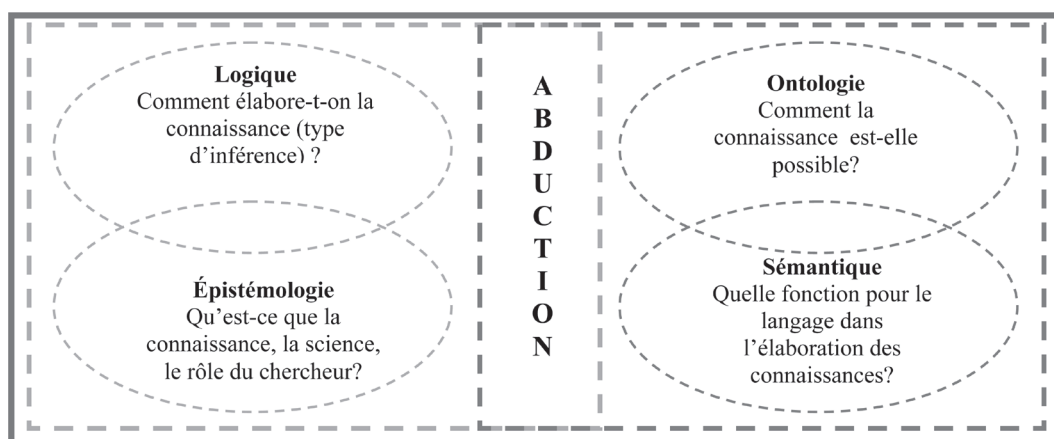 Logique
Comment élabore-t-on la
connaissance (type
d’inférence) ?
Épistémologie
Qu’est-ce que la
connaissance, la science,
le rôle du chercheur?
A
B
D
U
C
T
I
O
N
Ontologie
Comment la
connaissance est-elle
possible?
Sémantique
Quelle fonction pour le
langage dans
l’élaboration des
connaissances?